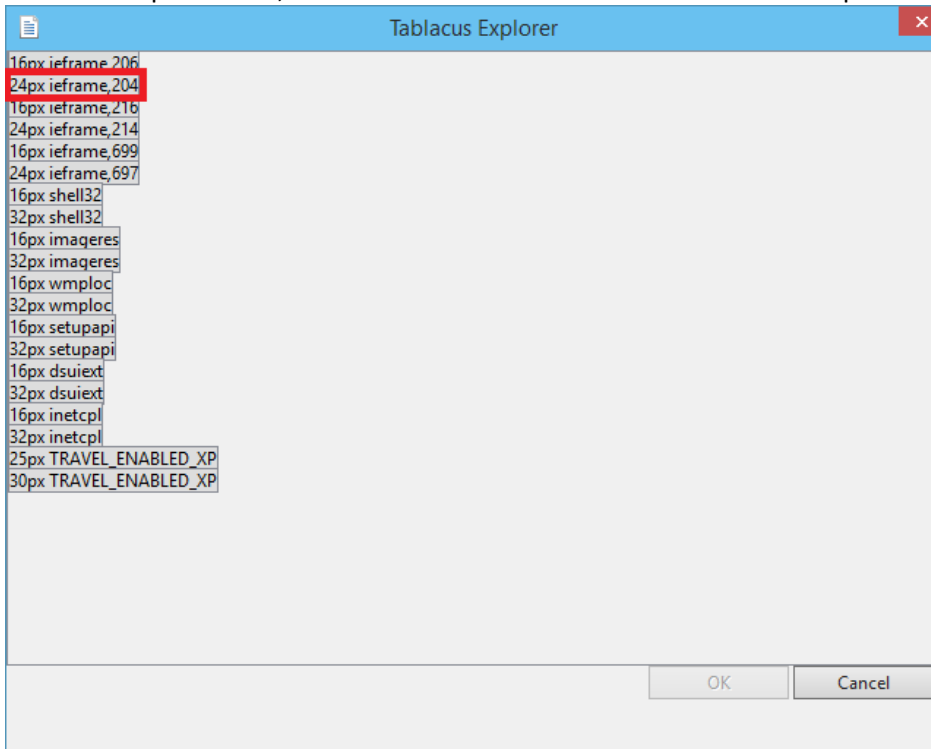 Tablacus Explorer
16px ieframe,206
24px ieframe,204
16px ieframe,216
24px ieframe,214
16px ieframe,699
24px ieframe,697
16px shell32
32px shell32
16px imageres
32px imageres
16px wmploc
32px wmploc
16px setupapi
32px setupapi
16px dsuiext
32px dsuiext
16px inetcpl
32px inetcpl
25px TRAVEL_ENABLED_XP
30px TRAVEL_ENABLED_XP
OK Cancel